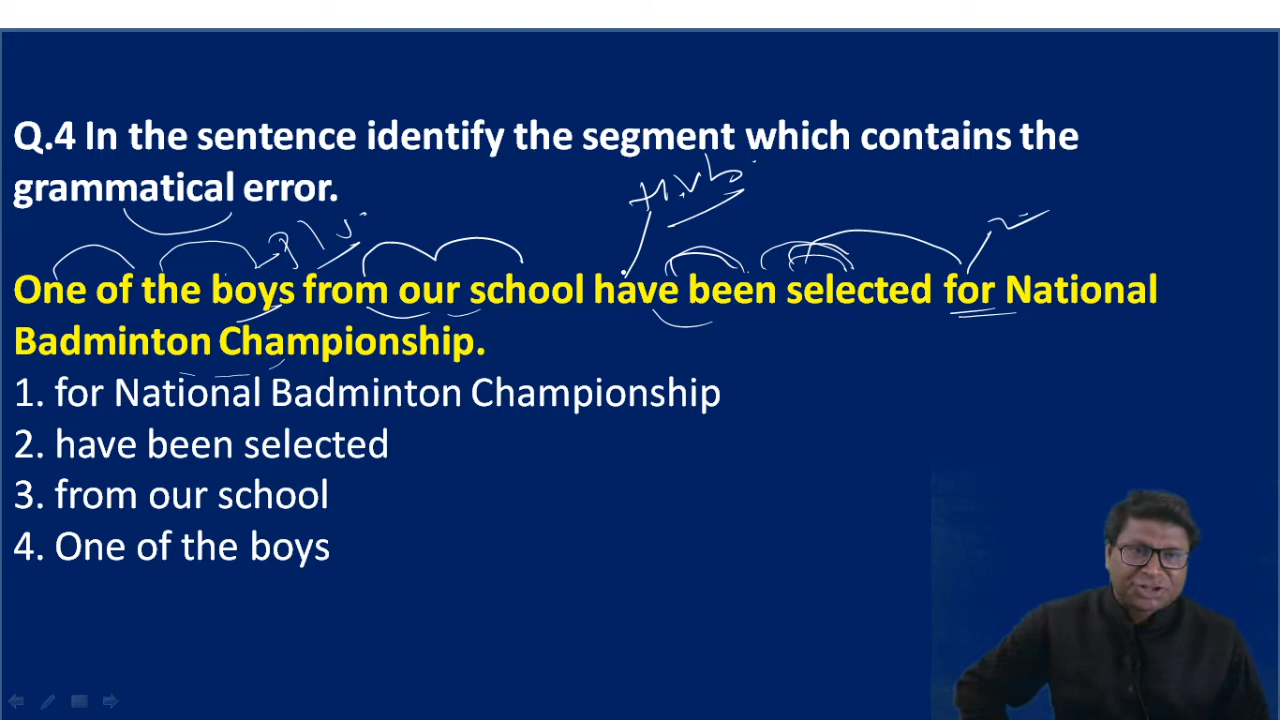 Q.4 In the sentence identify the segment which contains the
grammatical error.
One of the boys from our school have been selected for National
Badminton Championship.
1. for National Badminton Championship
2. have been selected
3. from our school
4. One of the boys